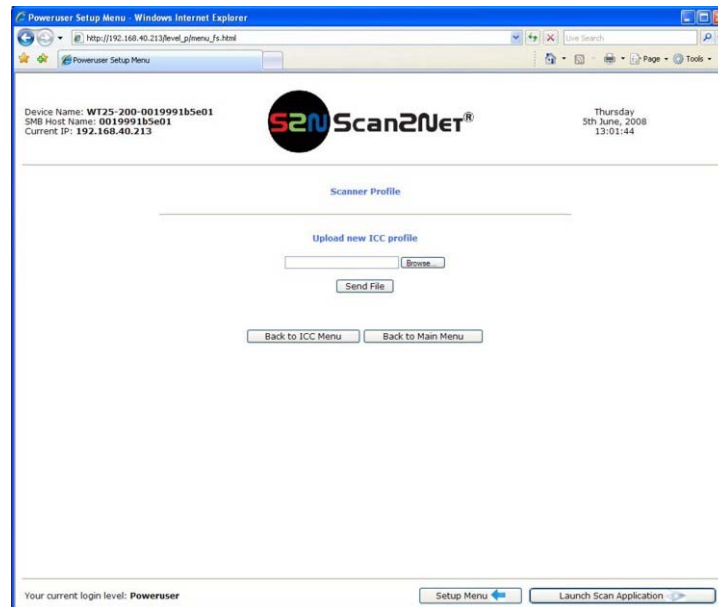 Poweruser Setup Menu - Windows Internet Explorer
http://192.168.40.213/level_p/menu_fs.html
Live Search
Poweruser Setup Menu
Page
Tools
Device Name: WT25-200-0019991b5e01
SMB Host Name: 0019991b5e01
Current IP: 192.168.40.213
S2N Scan2Net®
Thursday
5th June, 2008
13:01:44
Scanner Profile
Upload new ICC profile
Browse...
Send File
Back to ICC Menu
Back to Main Menu
Your current login level: Poweruser
Setup Menu
Launch Scan Application